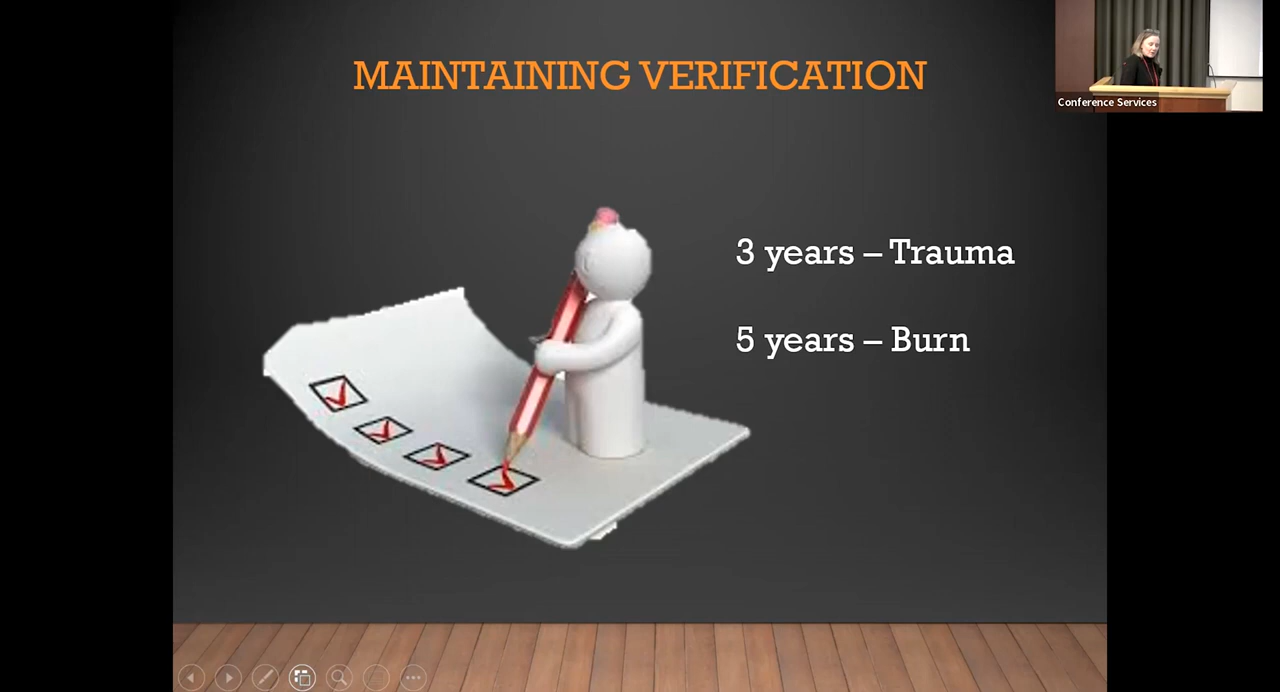 MAINTAINING VERIFICATION
3 years – Trauma
5 years – Burn
Conference Services